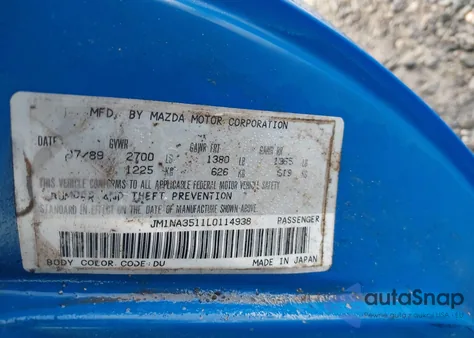 MFD. BY MAZDA MOTOR CORPORATION
DATE GVWR GAWR FRT GAWR RR
7/89 2700 LB 1380 LB 1365 LB
1225 KG 626 KG 619 KG
THIS VEHICLE CONFORMS TO ALL APPLICABLE FEDERAL MOTOR VEHICLE SAFETY
BUMPER AND THEFT PREVENTION
STANDARD IN EFFECT ON THE DATE OF MANUFACTURE SHOWN ABOVE.
JM1NA3511L0114938 PASSENGER
BODY COLOR CODE:DU MADE IN JAPAN
autoSnap